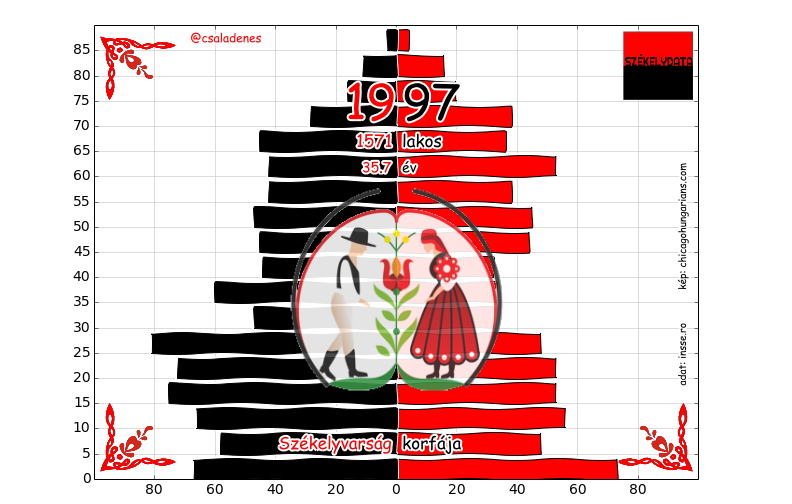 @csaladenes
SZÉKELYDATA
1997
1571 lakos
35.7 év
kép: chicagohungarians.com
adat: insse.ro
Székelyvarság korfája
85
80
75
70
65
60
55
50
45
40
35
30
25
20
15
10
5
0
80 60 40 20 0 20 40 60 80